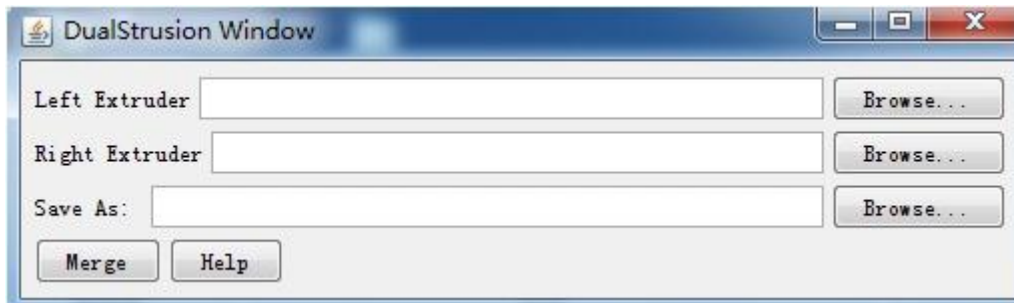 DualStrusion Window
Left Extruder Browse...
Right Extruder Browse...
Save As: Browse...
Merge Help